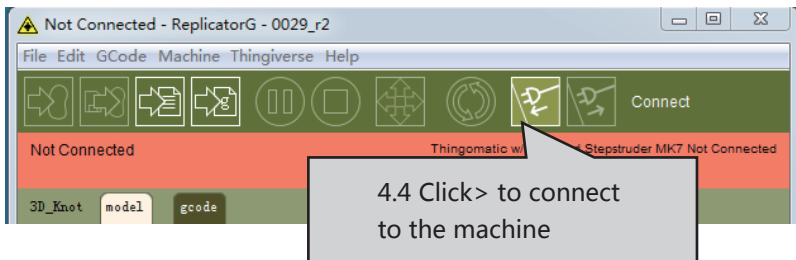 Not Connected - ReplicatorG - 0029_r2
File Edit GCode Machine Thingiverse Help
Connect
Not Connected
Thingomatic w/ Stepstruder MK7 Not Connected
4.4 Click> to connect
to the machine
3D_Knot model gcode